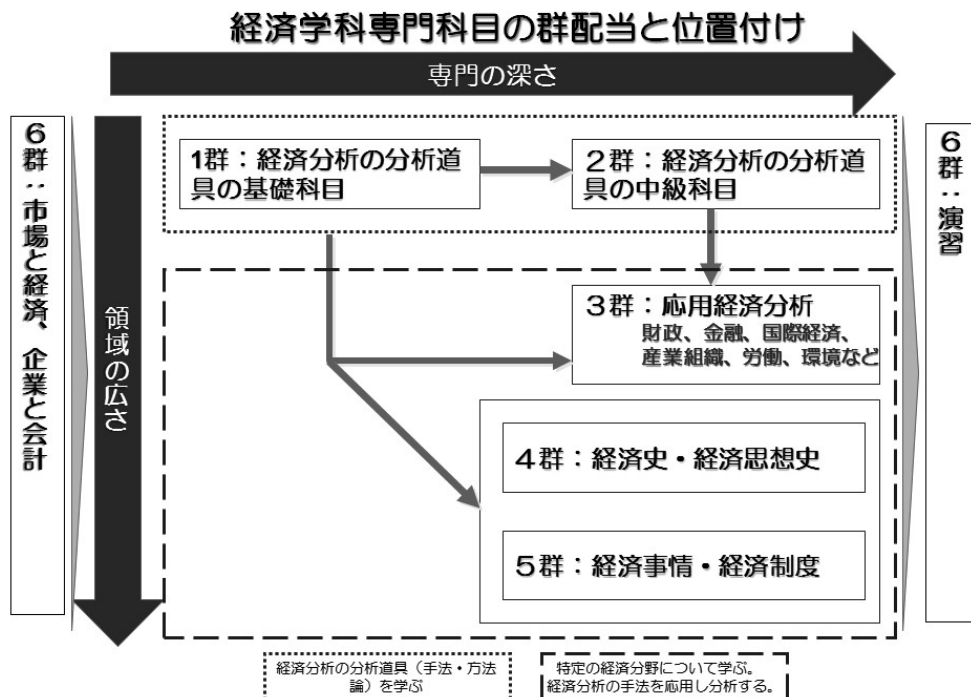 経済学科専門科目の群配当と位置付け
専門の深さ
6群：市場と経済、企業と会計
領域の広さ
1群：経済分析の分析道
具の基礎科目
2群：経済分析の分析道
具の中級科目
3群：応用経済分析
財政、金融、国際経済、
産業組織、労働、環境など
4群：経済史・経済思想史
5群：経済事情・経済制度
6群：演習
経済分析の分析道具（手法・方法
論）を学ぶ
特定の経済分野について学ぶ。
経済分析の手法を応用し分析する。